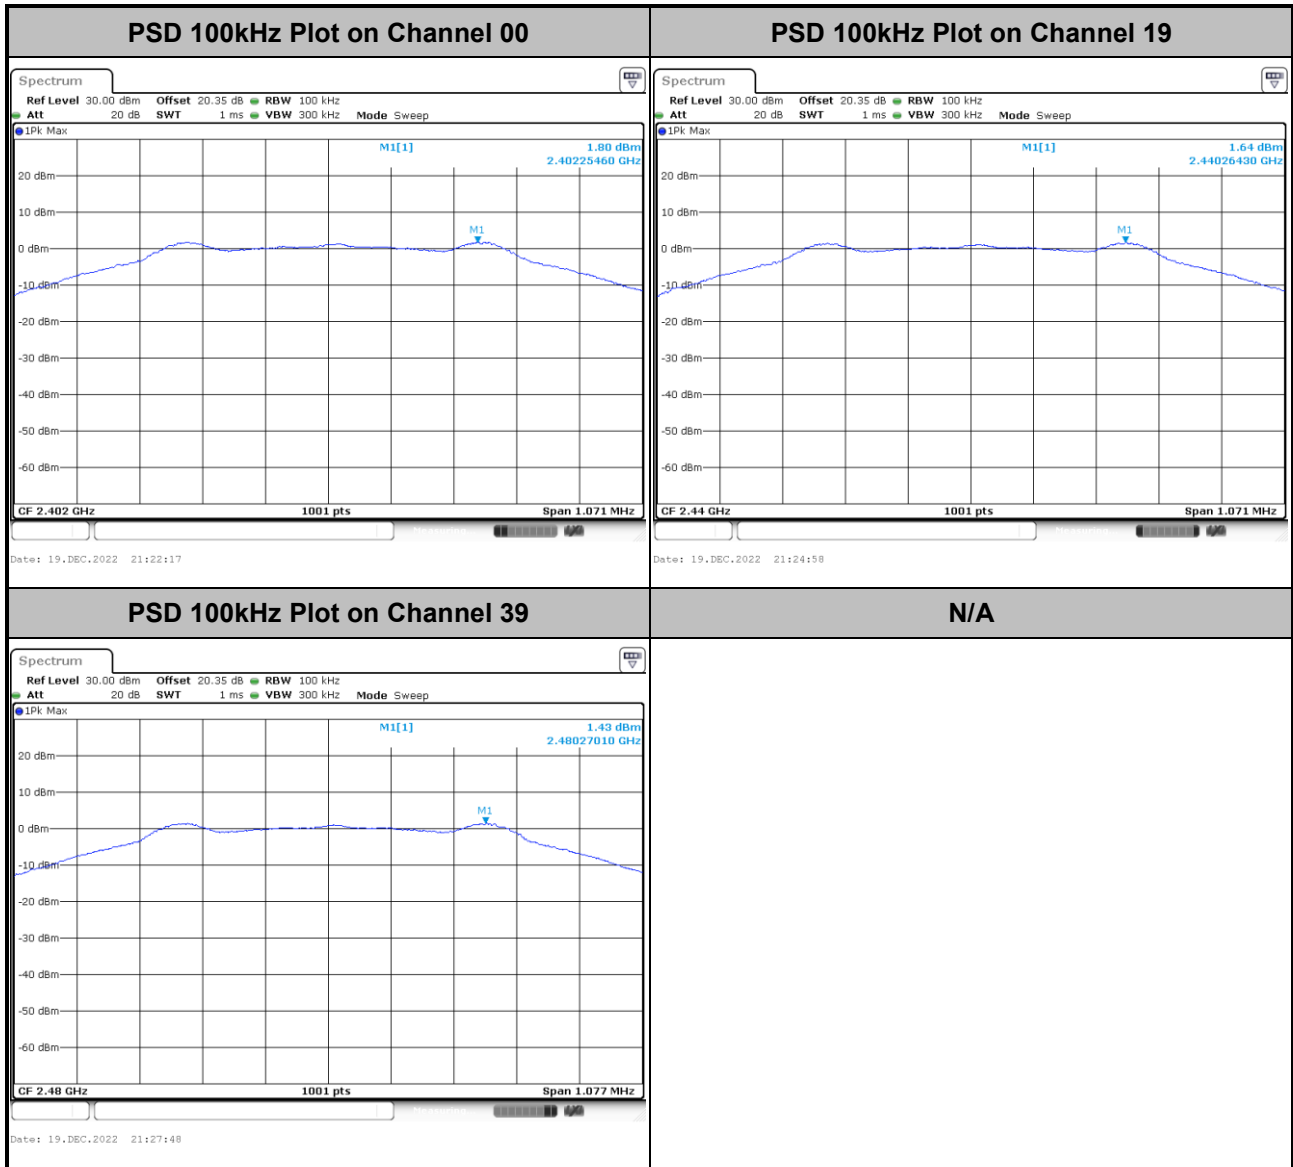 PSD 100kHz Plot on Channel 00
Spectrum
Ref Level 30.00 dBm Offset 20.35 dB RBW 100 kHz
Att 20 dB SWT 1 ms VBW 300 kHz Mode Sweep
1Pk Max
M1[1] 1.80 dBm
2.40225460 GHz
20 dBm
10 dBm
M1
0 dBm
-10 dBm
-20 dBm
-30 dBm
-40 dBm
-50 dBm
-60 dBm
CF 2.402 GHz 1001 pts Span 1.071 MHz
Measuring...
Date: 19.DEC.2022 21:22:17
PSD 100kHz Plot on Channel 19
Spectrum
Ref Level 30.00 dBm Offset 20.35 dB RBW 100 kHz
Att 20 dB SWT 1 ms VBW 300 kHz Mode Sweep
1Pk Max
M1[1] 1.64 dBm
2.44026430 GHz
20 dBm
10 dBm
M1
0 dBm
-10 dBm
-20 dBm
-30 dBm
-40 dBm
-50 dBm
-60 dBm
CF 2.44 GHz 1001 pts Span 1.071 MHz
Measuring...
Date: 19.DEC.2022 21:24:58
PSD 100kHz Plot on Channel 39
Spectrum
Ref Level 30.00 dBm Offset 20.35 dB RBW 100 kHz
Att 20 dB SWT 1 ms VBW 300 kHz Mode Sweep
1Pk Max
M1[1] 1.43 dBm
2.48027010 GHz
20 dBm
10 dBm
M1
0 dBm
-10 dBm
-20 dBm
-30 dBm
-40 dBm
-50 dBm
-60 dBm
CF 2.48 GHz 1001 pts Span 1.077 MHz
Measuring...
Date: 19.DEC.2022 21:27:48
N/A